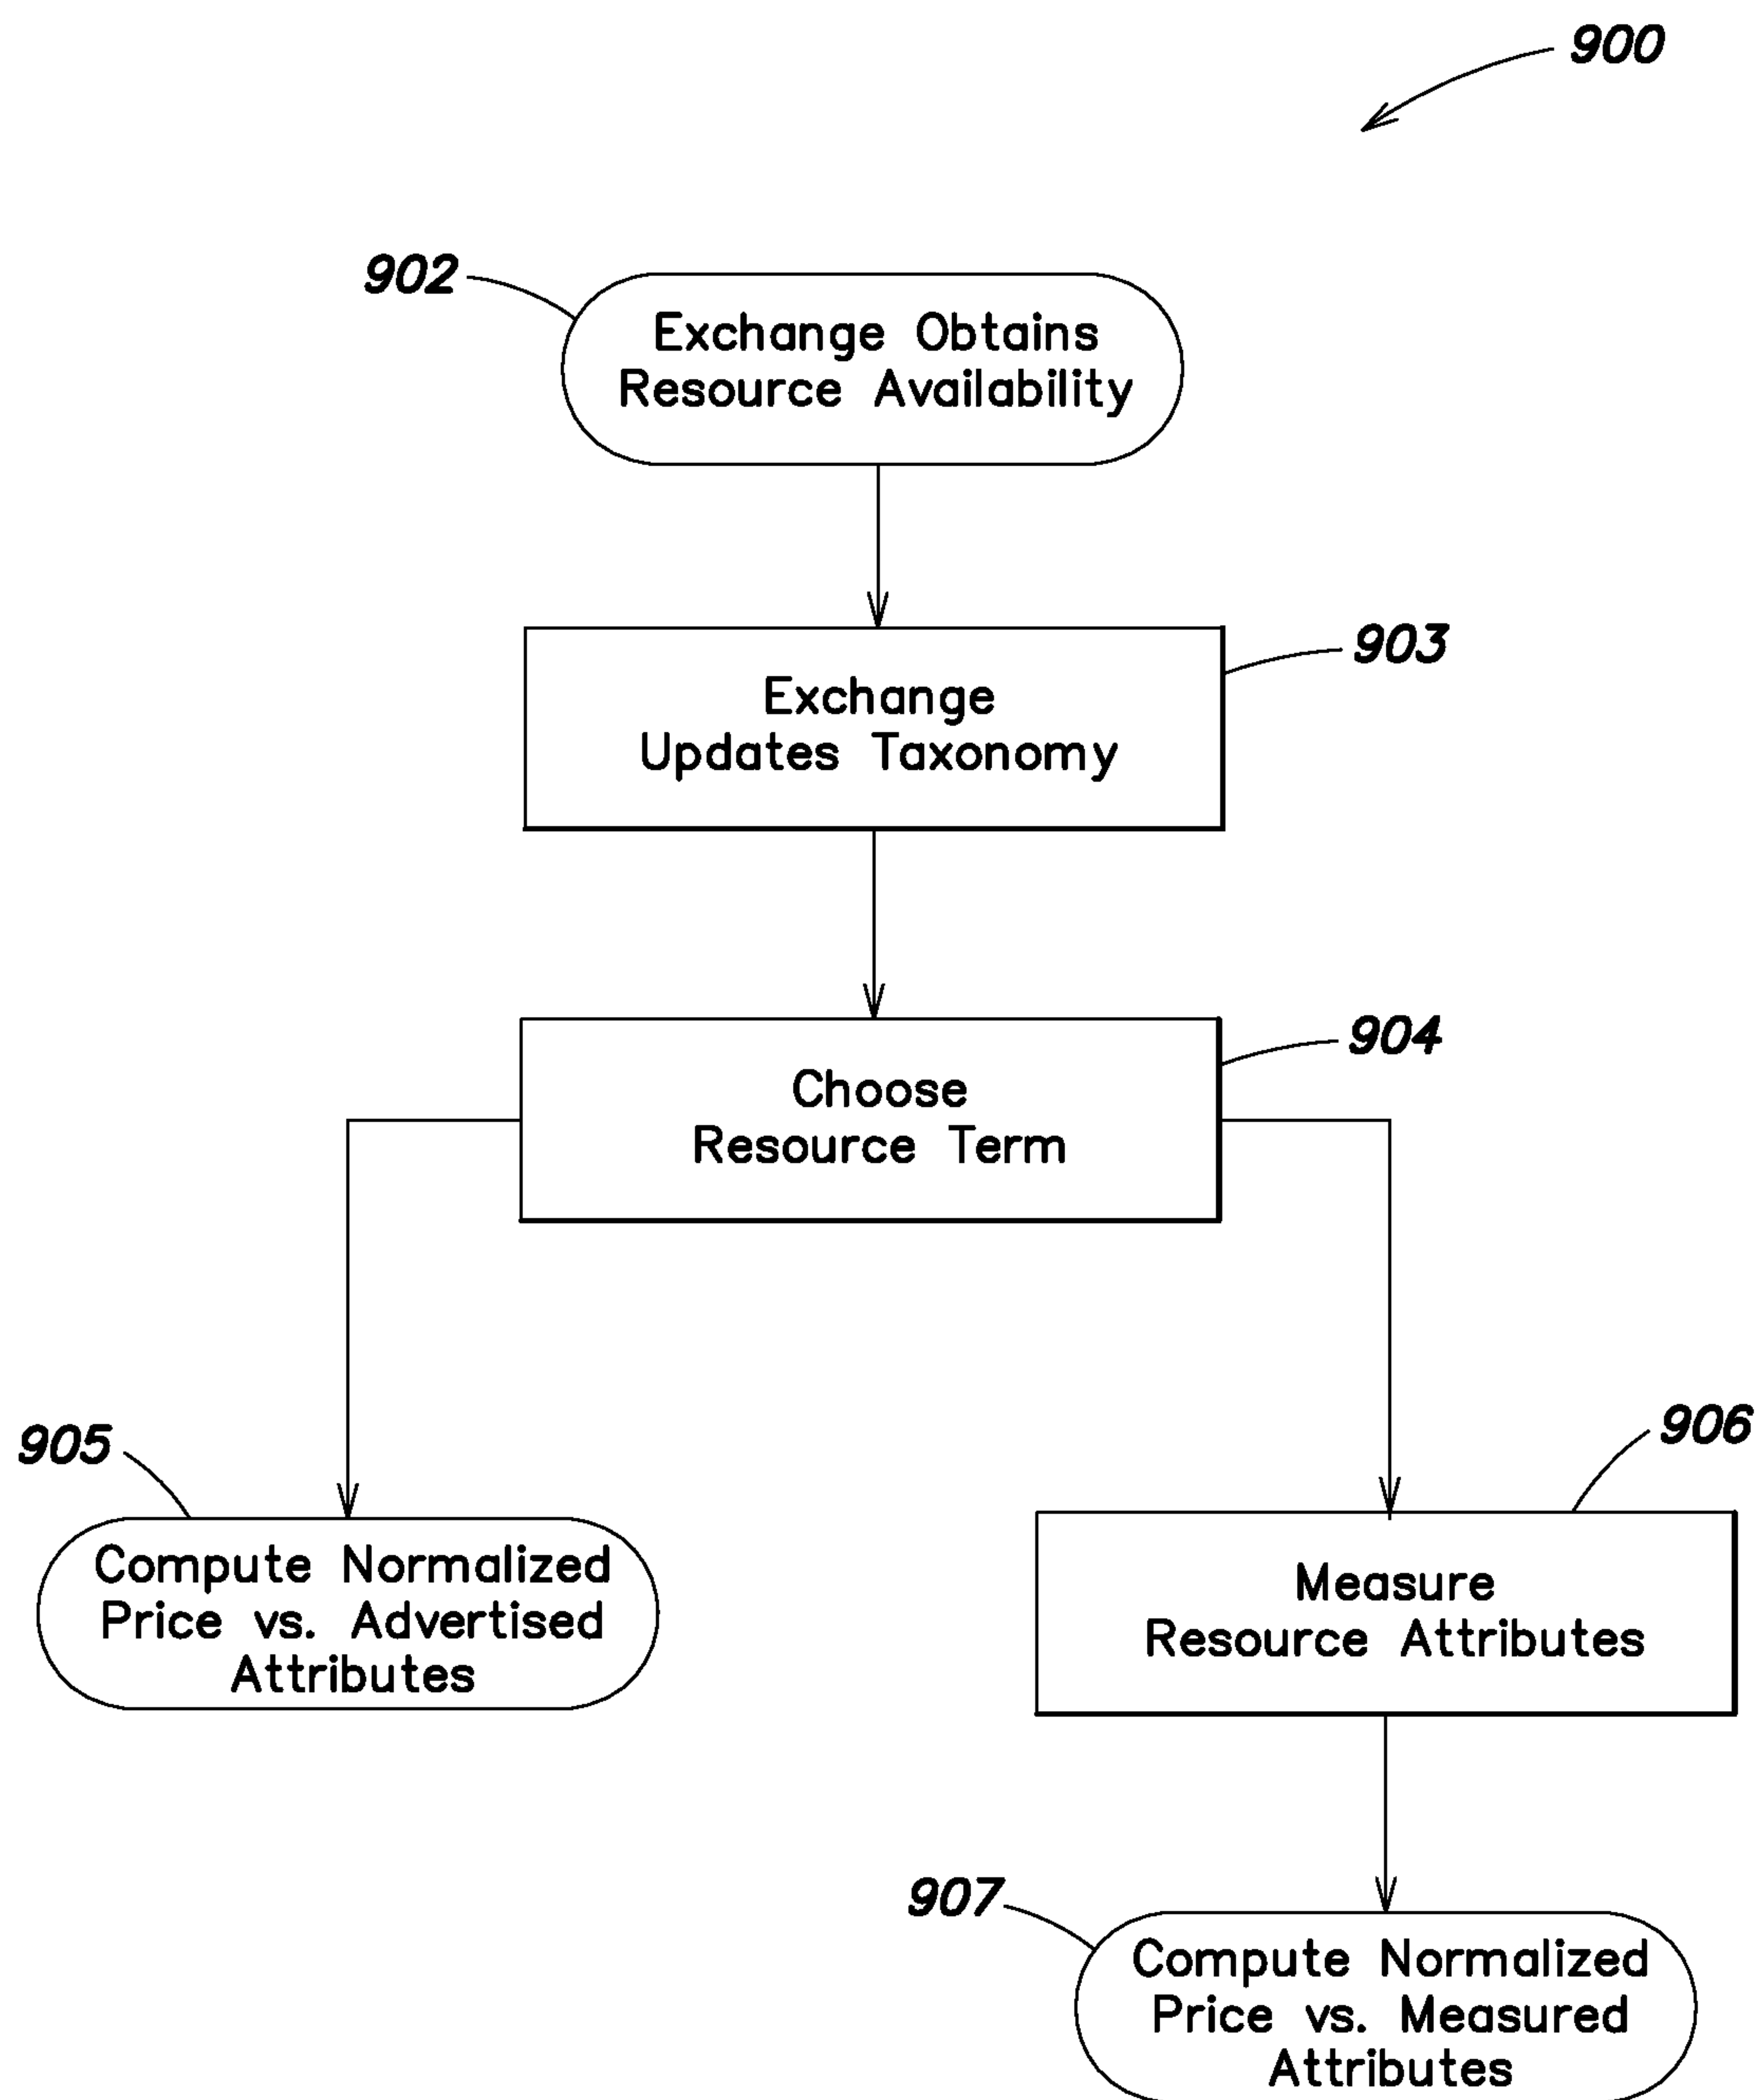 900
902
Exchange Obtains
Resource Availability
903
Exchange
Updates Taxonomy
904
Choose
Resource Term
905
Compute Normalized
Price vs. Advertised
Attributes
906
Measure
Resource Attributes
907
Compute Normalized
Price vs. Measured
Attributes